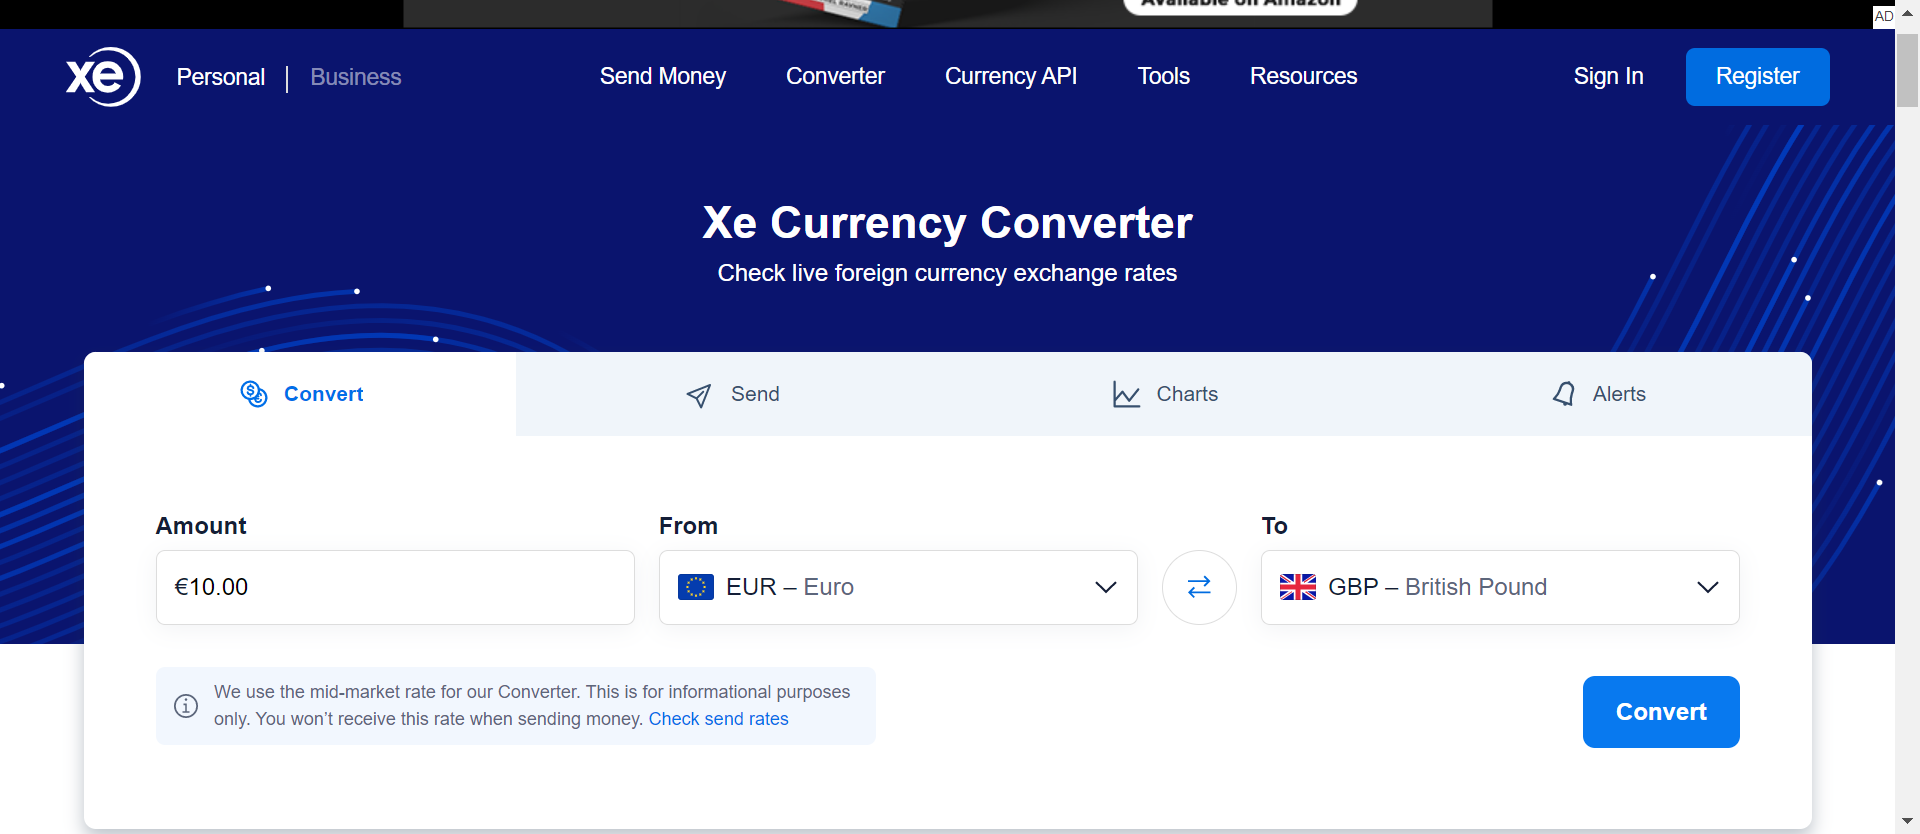 Available on Amazon
AD
xe
Personal | Business
Send Money
Converter
Currency API
Tools
Resources
Sign In
Register
Xe Currency Converter
Check live foreign currency exchange rates
Convert
Send
Charts
Alerts
Amount
€10.00
From
EUR – Euro
To
GBP – British Pound
We use the mid-market rate for our Converter. This is for informational purposes
only. You won’t receive this rate when sending money. Check send rates
Convert